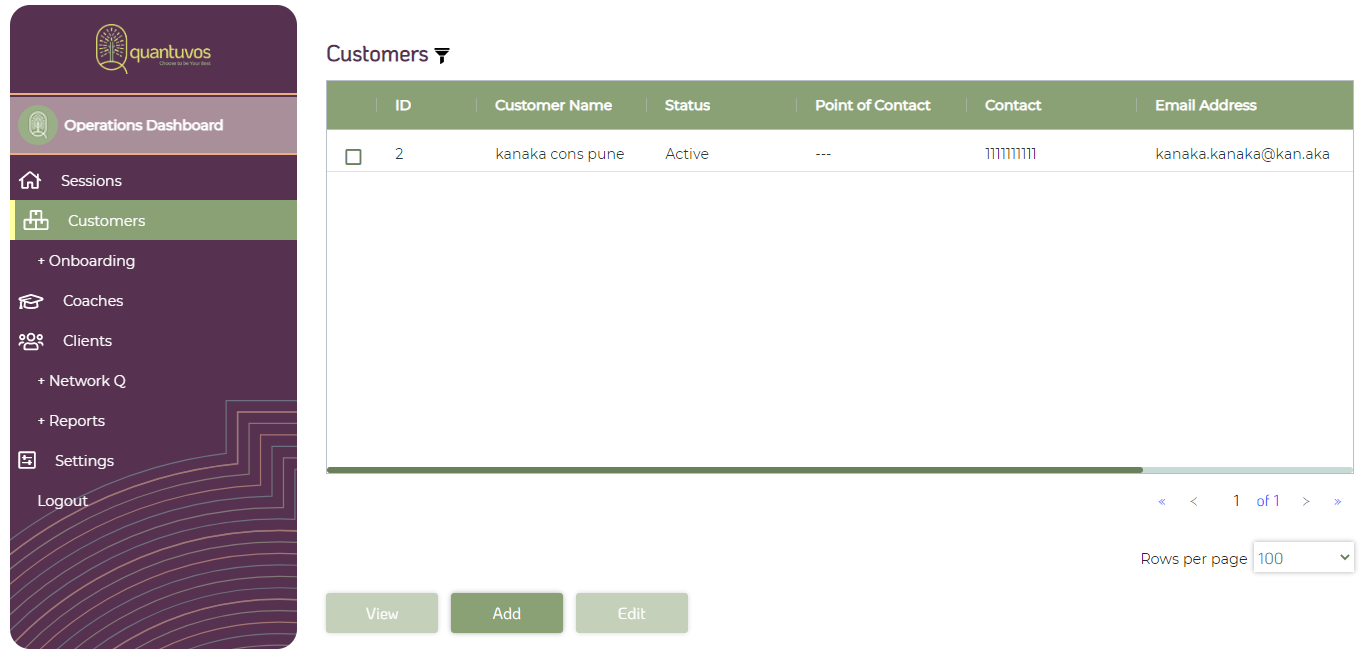 quantuvos
Choose to be Your Best
Operations Dashboard
Sessions
Customers
+ Onboarding
Coaches
Clients
+ Network Q
+ Reports
Settings
Logout
Customers
ID Customer Name Status Point of Contact Contact Email Address
2 kanaka cons pune Active --- 1111111111 kanaka.kanaka@kan.aka
« < 1 of 1 > »
Rows per page 100
View Add Edit